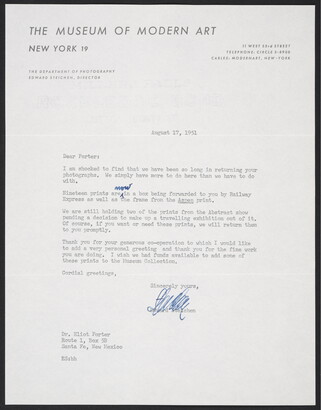 THE MUSEUM OF MODERN ART
NEW YORK 19
11 WEST 53rd STREET
TELEPHONE: CIRCLE 5-8900
CABLES: MODERNART, NEW-YORK
THE DEPARTMENT OF PHOTOGRAPHY
EDWARD STEICHEN, DIRECTOR
August 17, 1951
Dear Porter:
I am shocked to find that we have been so long in returning your
photographs. We simply have more to do here than we have to do
with.
now
Nineteen prints are in a box being forwarded to you by Railway
Express as well as the frame from the Aspen print.
We are still holding two of the prints from the Abstract show
pending a decision to make up a travelling exhibition out of it.
Of course, if you want or need these prints, we will return them
to you promptly.
Thank you for your generous co-operation to which I would like
to add a very personal greeting and thank you for the fine work
you are doing. I wish we had funds available to add some of
these prints to the Museum Collection.
Cordial greetings,
Sincerely yours,
Steichen
Dr. Eliot Porter
Route 1, Box 58
Santa Fe, New Mexico